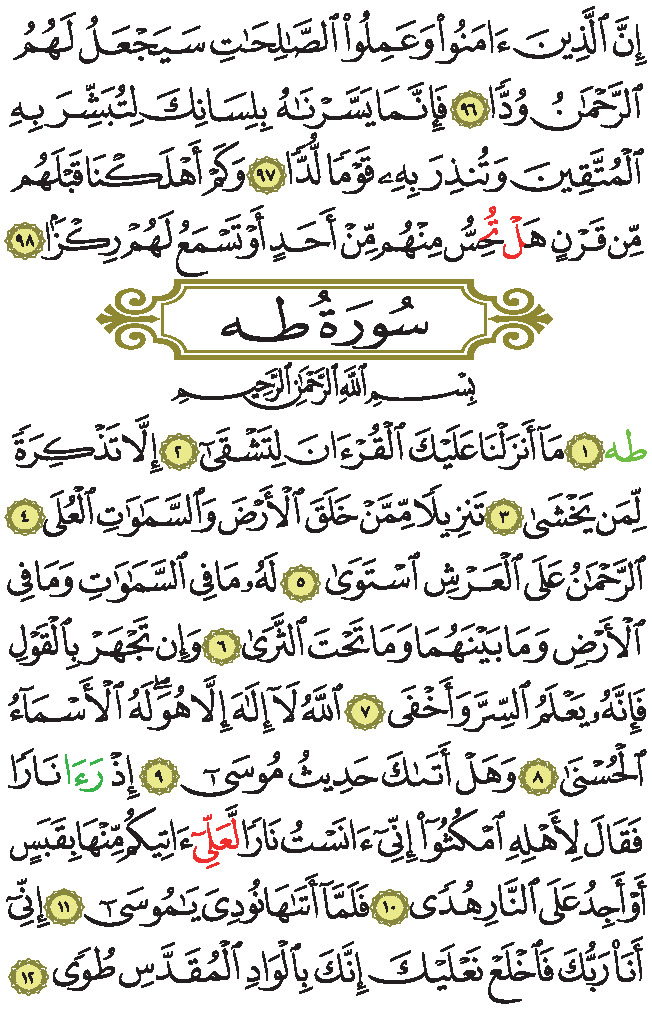 إِنَّ ٱلَّذِينَ ءَامَنُواْ وَعَمِلُواْ ٱلصَّٰلِحَٰتِ سَيَجۡعَلُ لَهُمُ
ٱلرَّحۡمَٰنُ وُدّٗا ٩٦ فَإِنَّمَا يَسَّرۡنَٰهُ بِلِسَانِكَ لِتُبَشِّرَ بِهِ
ٱلۡمُتَّقِينَ وَتُنذِرَ بِهِۦ قَوۡمٗا لُّدّٗا ٩٧ وَكَمۡ أَهۡلَكۡنَا قَبۡلَهُم
مِّن قَرۡنٍ هَلۡ تُحِسُّ مِنۡهُم مِّنۡ أَحَدٍ أَوۡ تَسۡمَعُ لَهُمۡ رِكۡزَۢا ٩٨
سُورَةُ طه
بِسۡمِ ٱللَّهِ ٱلرَّحۡمَٰنِ ٱلرَّحِيمِ
طه ١ مَآ أَنزَلۡنَا عَلَيۡكَ ٱلۡقُرۡءَانَ لِتَشۡقَىٰٓ ٢ إِلَّا تَذۡكِرَةٗ
لِّمَن يَخۡشَىٰ ٣ تَنزِيلٗا مِّمَّنۡ خَلَقَ ٱلۡأَرۡضَ وَٱلسَّمَٰوَٰتِ ٱلۡعُلَى ٤
ٱلرَّحۡمَٰنُ عَلَى ٱلۡعَرۡشِ ٱسۡتَوَىٰ ٥ لَهُۥ مَا فِي ٱلسَّمَٰوَٰتِ وَمَا فِي
ٱلۡأَرۡضِ وَمَا بَيۡنَهُمَا وَمَا تَحۡتَ ٱلثَّرَىٰ ٦ وَإِن تَجۡهَرۡ بِٱلۡقَوۡلِ
فَإِنَّهُۥ يَعۡلَمُ ٱلسِّرَّ وَأَخۡفَى ٧ ٱللَّهُ لَآ إِلَٰهَ إِلَّا هُوَۖ لَهُ ٱلۡأَسۡمَآءُ
ٱلۡحُسۡنَىٰ ٨ وَهَلۡ أَتَىٰكَ حَدِيثُ مُوسَىٰٓ ٩ إِذۡ رَءَا نَارٗا
فَقَالَ لِأَهۡلِهِ ٱمۡكُثُوٓاْ إِنِّيٓ ءَانَسۡتُ نَارٗا لَّعَلِّيٓ ءَاتِيكُم مِّنۡهَا بِقَبَسٍ
أَوۡ أَجِدُ عَلَى ٱلنَّارِ هُدٗى ١٠ فَلَمَّآ أَتَىٰهَا نُودِيَ يَٰمُوسَىٰٓ ١١ إِنِّيٓ
أَنَا۠ رَبُّكَ فَٱخۡلَعۡ نَعۡلَيۡكَ إِنَّكَ بِٱلۡوَادِ ٱلۡمُقَدَّسِ طُوٗى ١٢